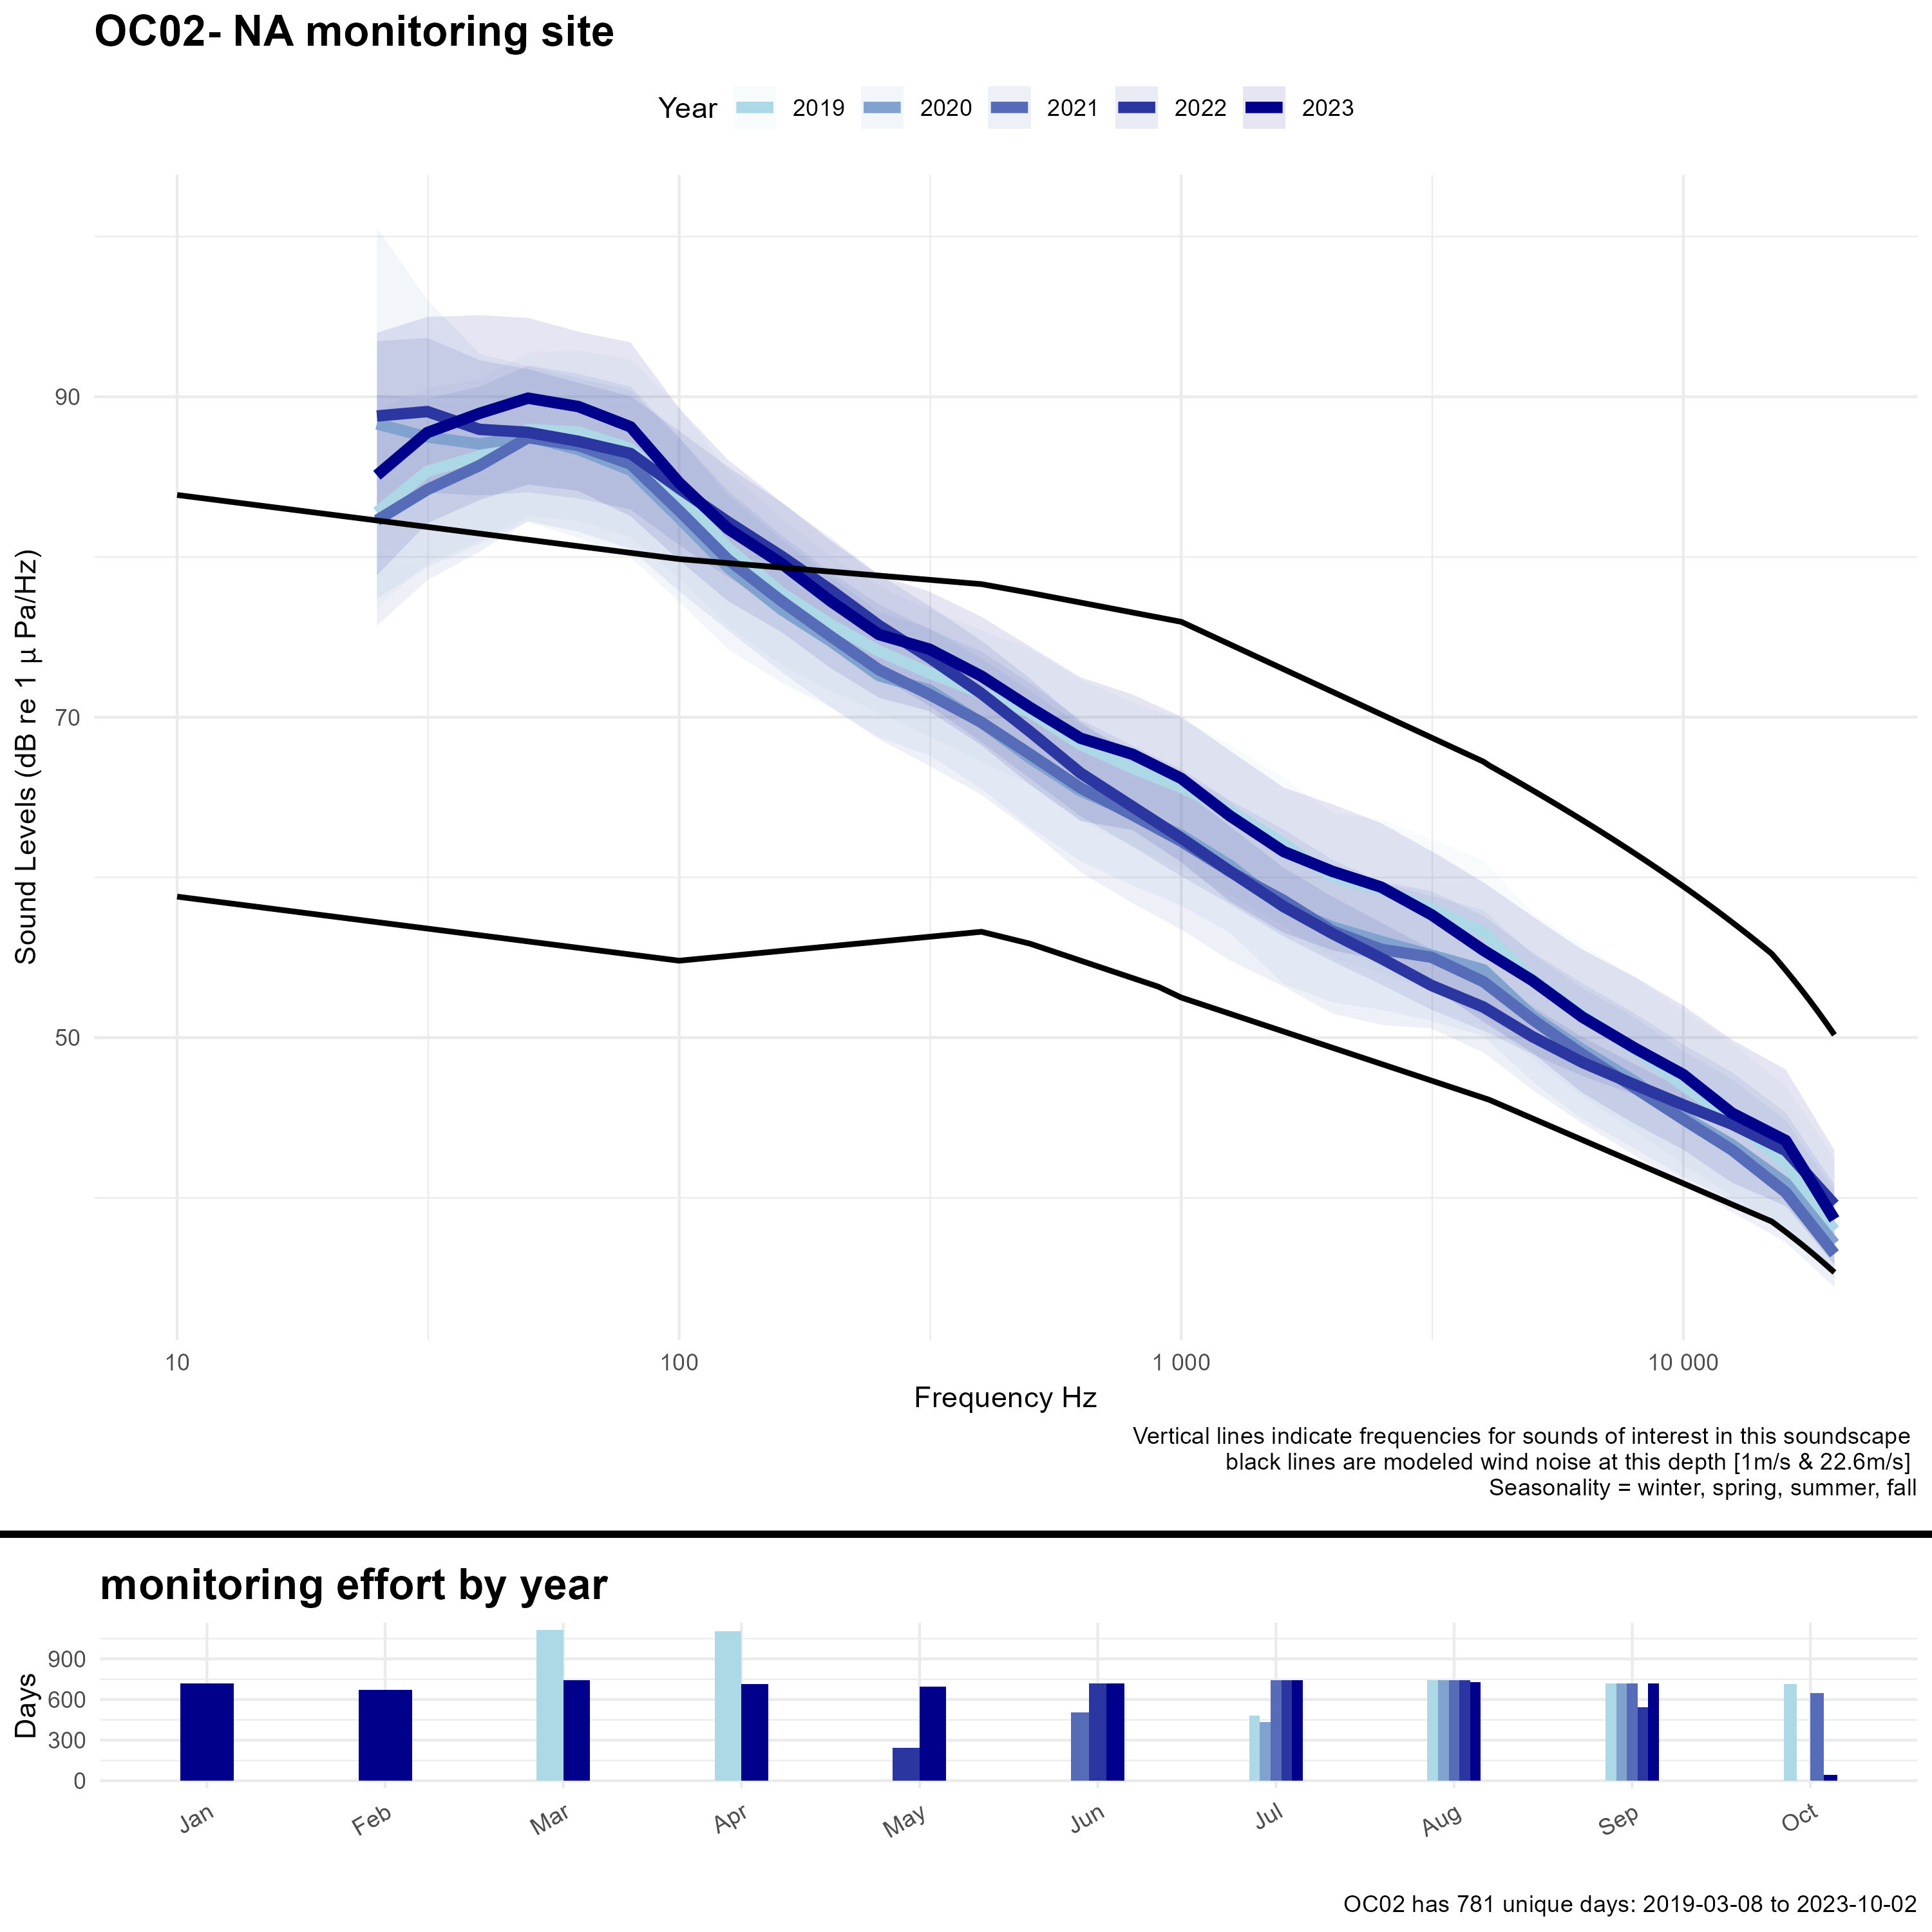 OC02- NA monitoring site
Year 2019 2020 2021 2022 2023
Sound Levels (dB re 1 µ Pa/Hz)
90
70
50
10 100 1 000 10 000
Frequency Hz
Vertical lines indicate frequencies for sounds of interest in this soundscape
black lines are modeled wind noise at this depth [1m/s & 22.6m/s]
Seasonality = winter, spring, summer, fall
monitoring effort by year
Days
900
600
300
0
Jan Feb Mar Apr May Jun Jul Aug Sep Oct
OC02 has 781 unique days: 2019-03-08 to 2023-10-02